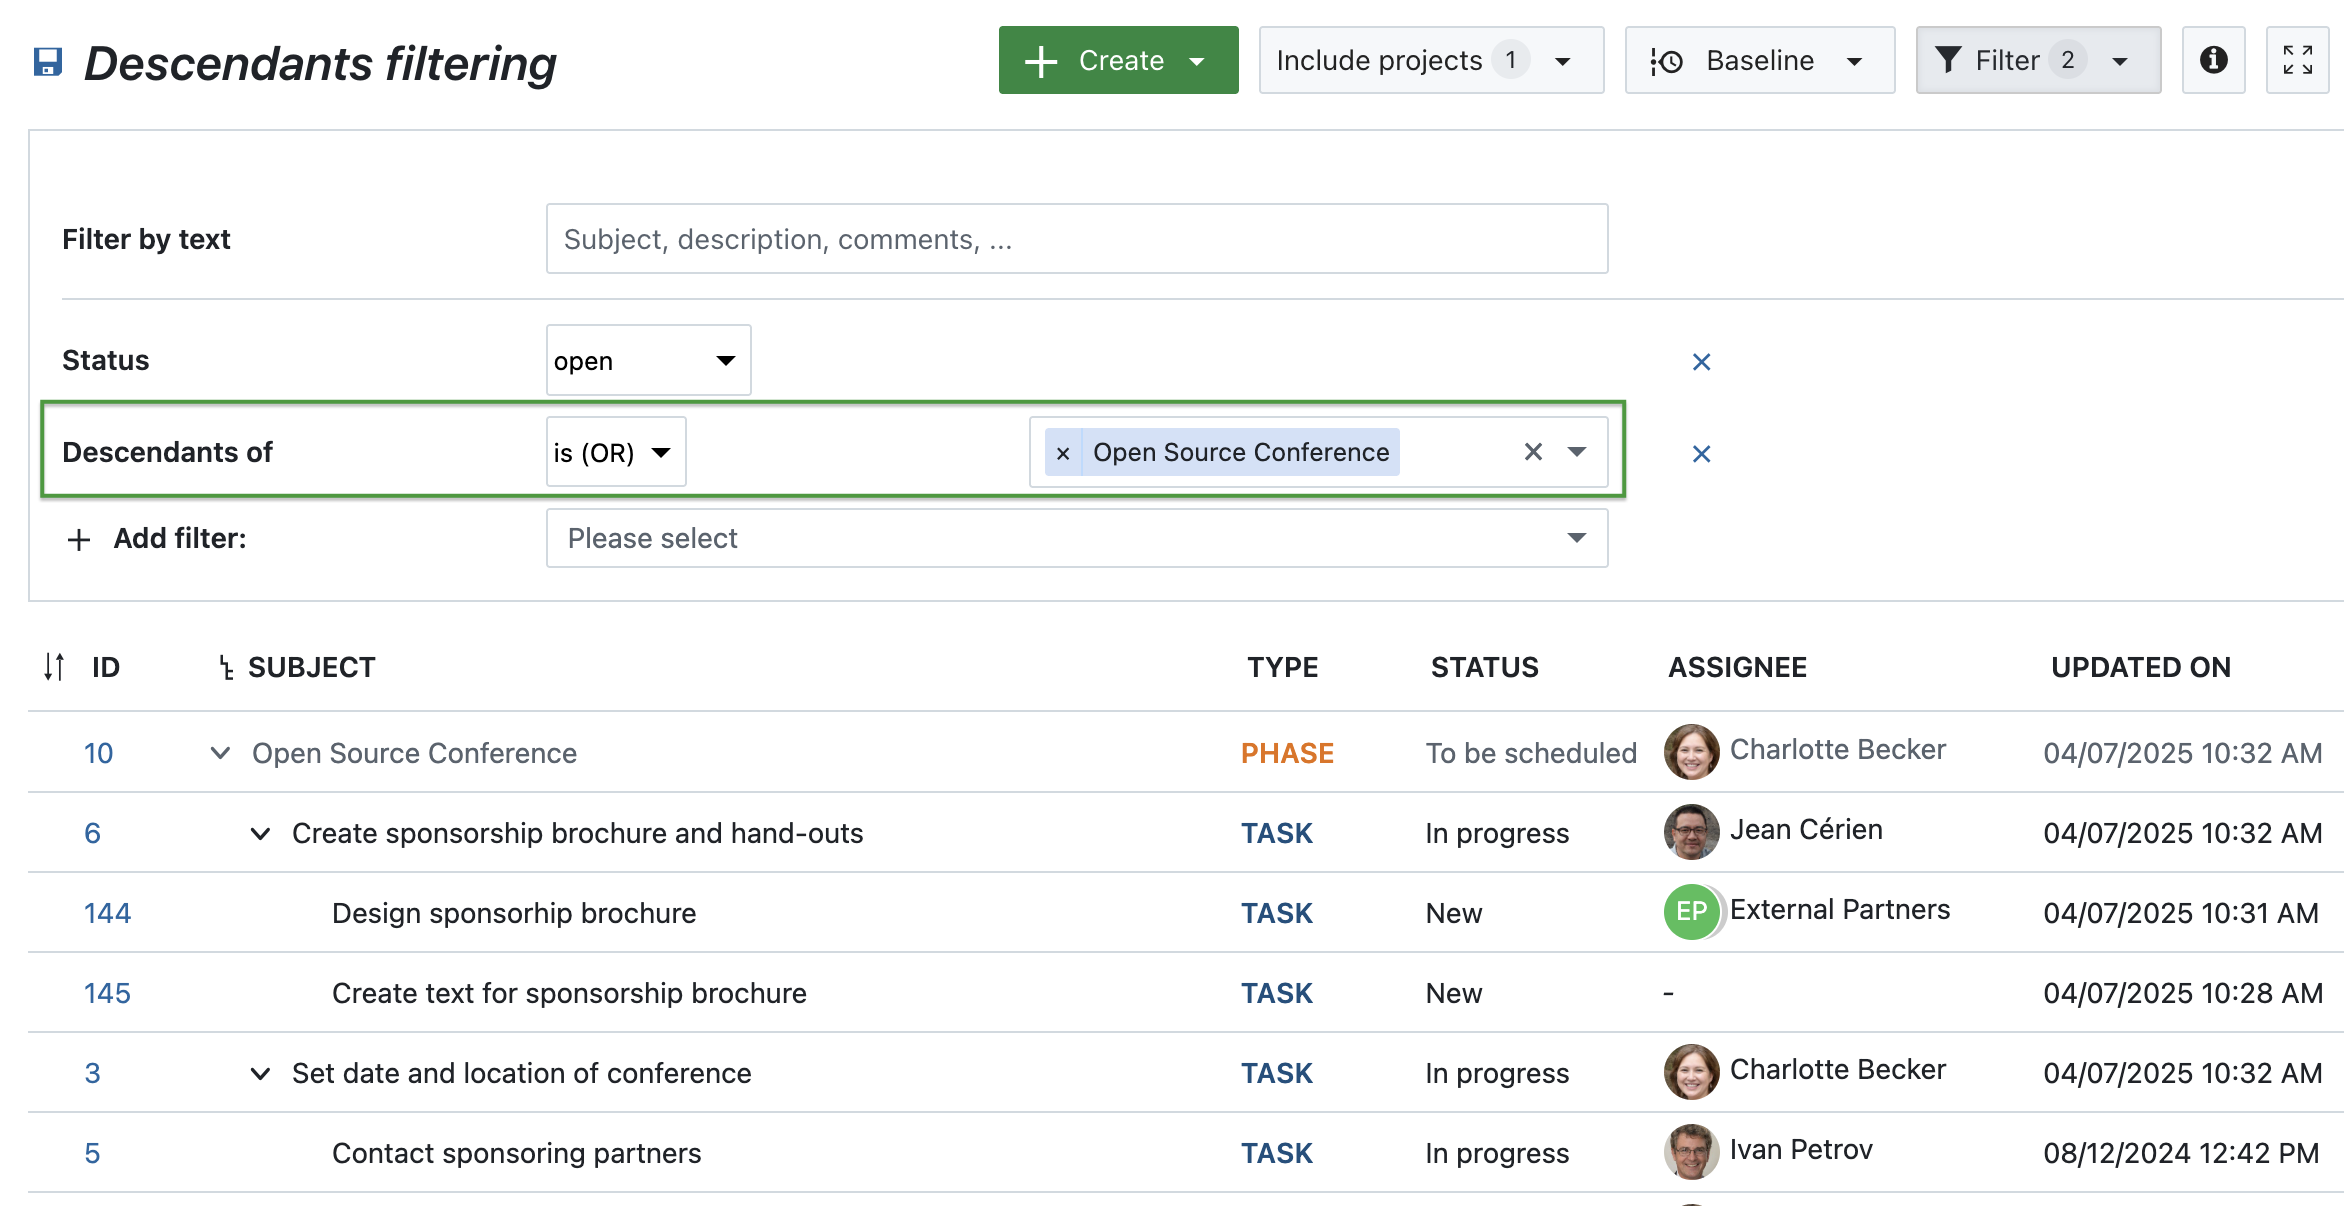 Descendants filtering
Create
Include projects 1
Baseline
Filter 2
Filter by text
Subject, description, comments, ...
Status
open
Descendants of
is (OR)
Open Source Conference
Add filter:
Please select
ID SUBJECT TYPE STATUS ASSIGNEE UPDATED ON
10 Open Source Conference PHASE To be scheduled Charlotte Becker 04/07/2025 10:32 AM
6 Create sponsorship brochure and hand-outs TASK In progress Jean Cérien 04/07/2025 10:32 AM
144 Design sponsorhip brochure TASK New EP External Partners 04/07/2025 10:31 AM
145 Create text for sponsorship brochure TASK New - 04/07/2025 10:28 AM
3 Set date and location of conference TASK In progress Charlotte Becker 04/07/2025 10:32 AM
5 Contact sponsoring partners TASK In progress Ivan Petrov 08/12/2024 12:42 PM